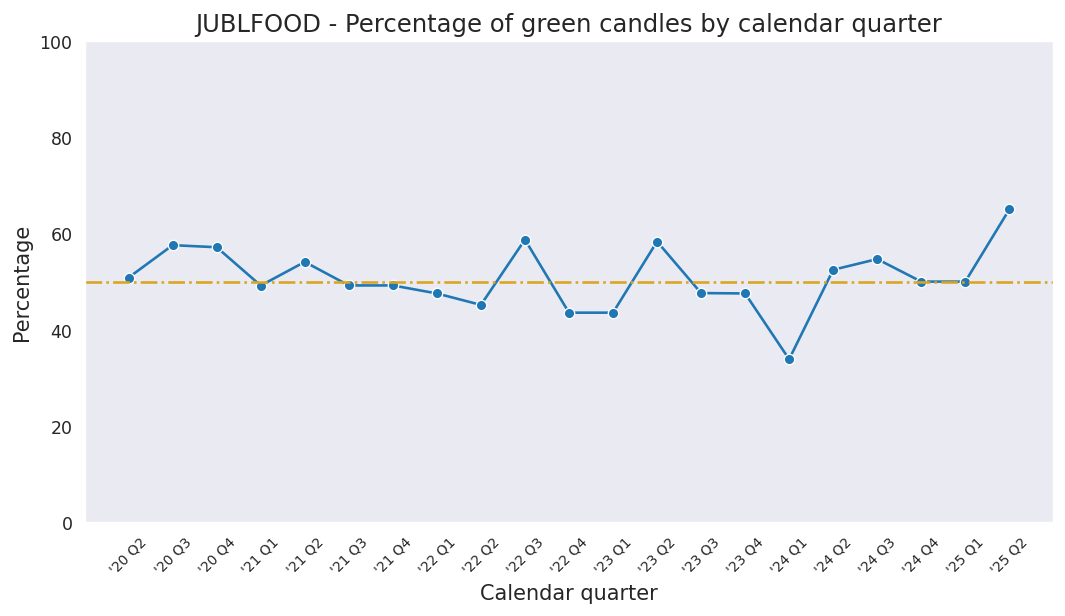 JUBLFOOD - Percentage of green candles by calendar quarter
100
80
60
40
20
0
Percentage
'20 Q2
'20 Q3
'20 Q4
'21 Q1
'21 Q2
'21 Q3
'21 Q4
'22 Q1
'22 Q2
'22 Q3
'22 Q4
'23 Q1
'23 Q2
'23 Q3
'23 Q4
'24 Q1
'24 Q2
'24 Q3
'24 Q4
'25 Q1
'25 Q2
Calendar quarter